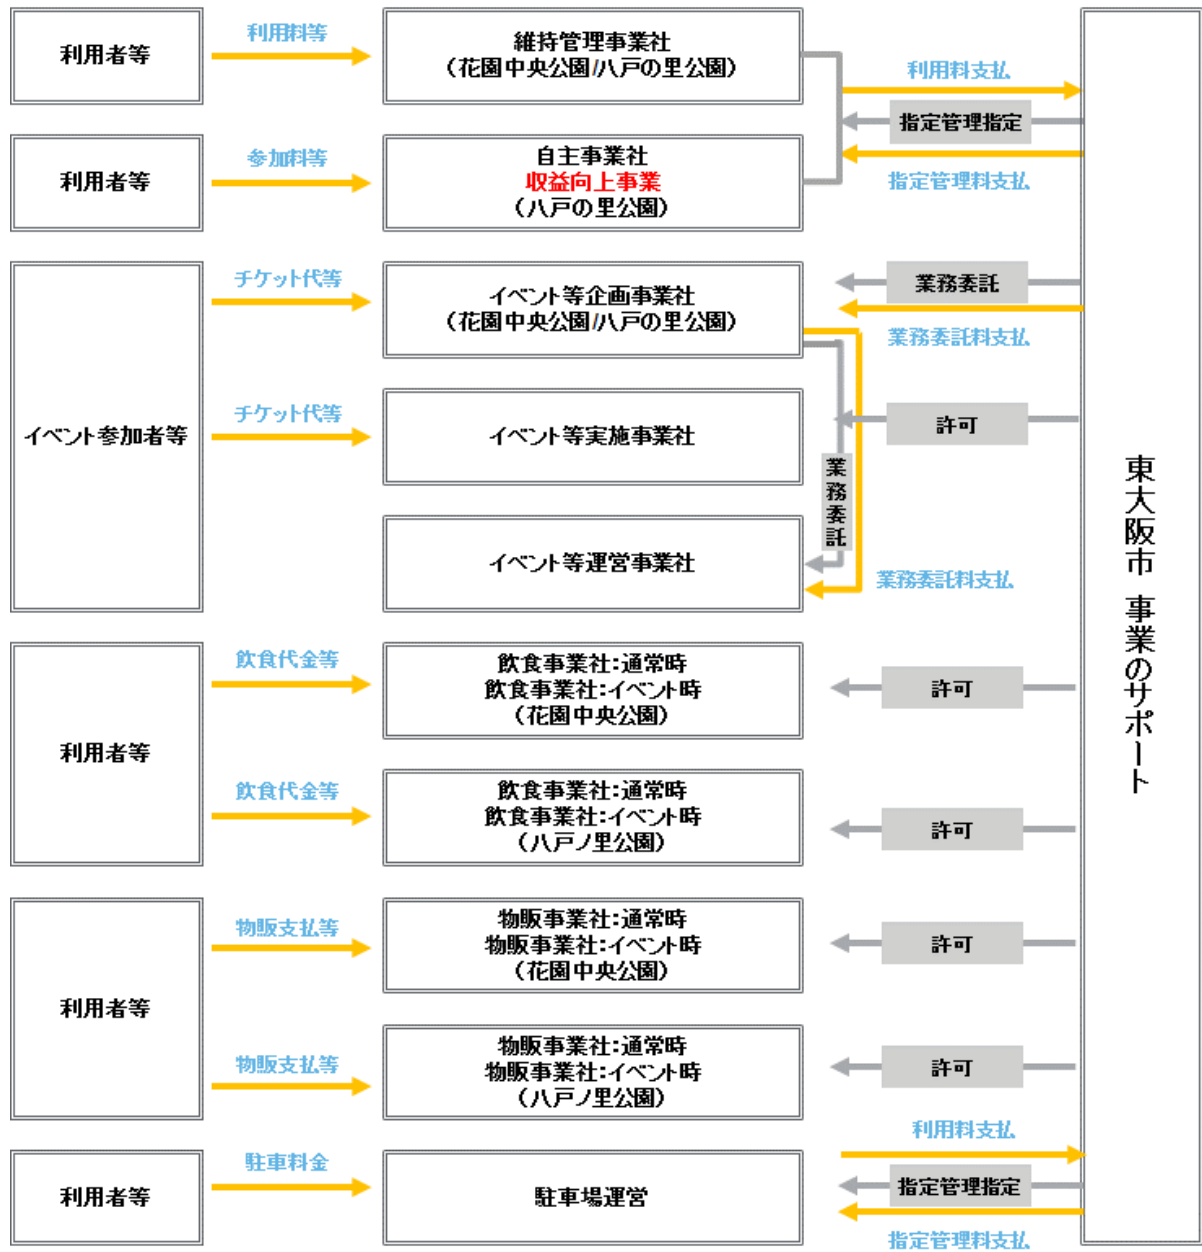 利用者等
利用料等
維持管理事業社
(花園中央公園/八戸の里公園)
利用料支払
指定管理指定
指定管理料支払
利用者等
参加料等
自主事業社
収益向上事業
(八戸の里公園)
イベント参加者等
チケット代等
イベント等企画事業社
(花園中央公園/八戸の里公園)
業務委託
業務委託料支払
チケット代等
イベント等実施事業社
許可
業務委託
イベント等運営事業社
業務委託料支払
利用者等
飲食代金等
飲食事業社:通常時
飲食事業社:イベント時
(花園中央公園)
許可
飲食代金等
飲食事業社:通常時
飲食事業社:イベント時
(八戸ノ里公園)
許可
利用者等
物販支払等
物販事業社:通常時
物販事業社:イベント時
(花園中央公園)
許可
物販支払等
物販事業社:通常時
物販事業社:イベント時
(八戸ノ里公園)
許可
利用者等
駐車料金
駐車場運営
利用料支払
指定管理指定
指定管理料支払
東大阪市 事業のサポート